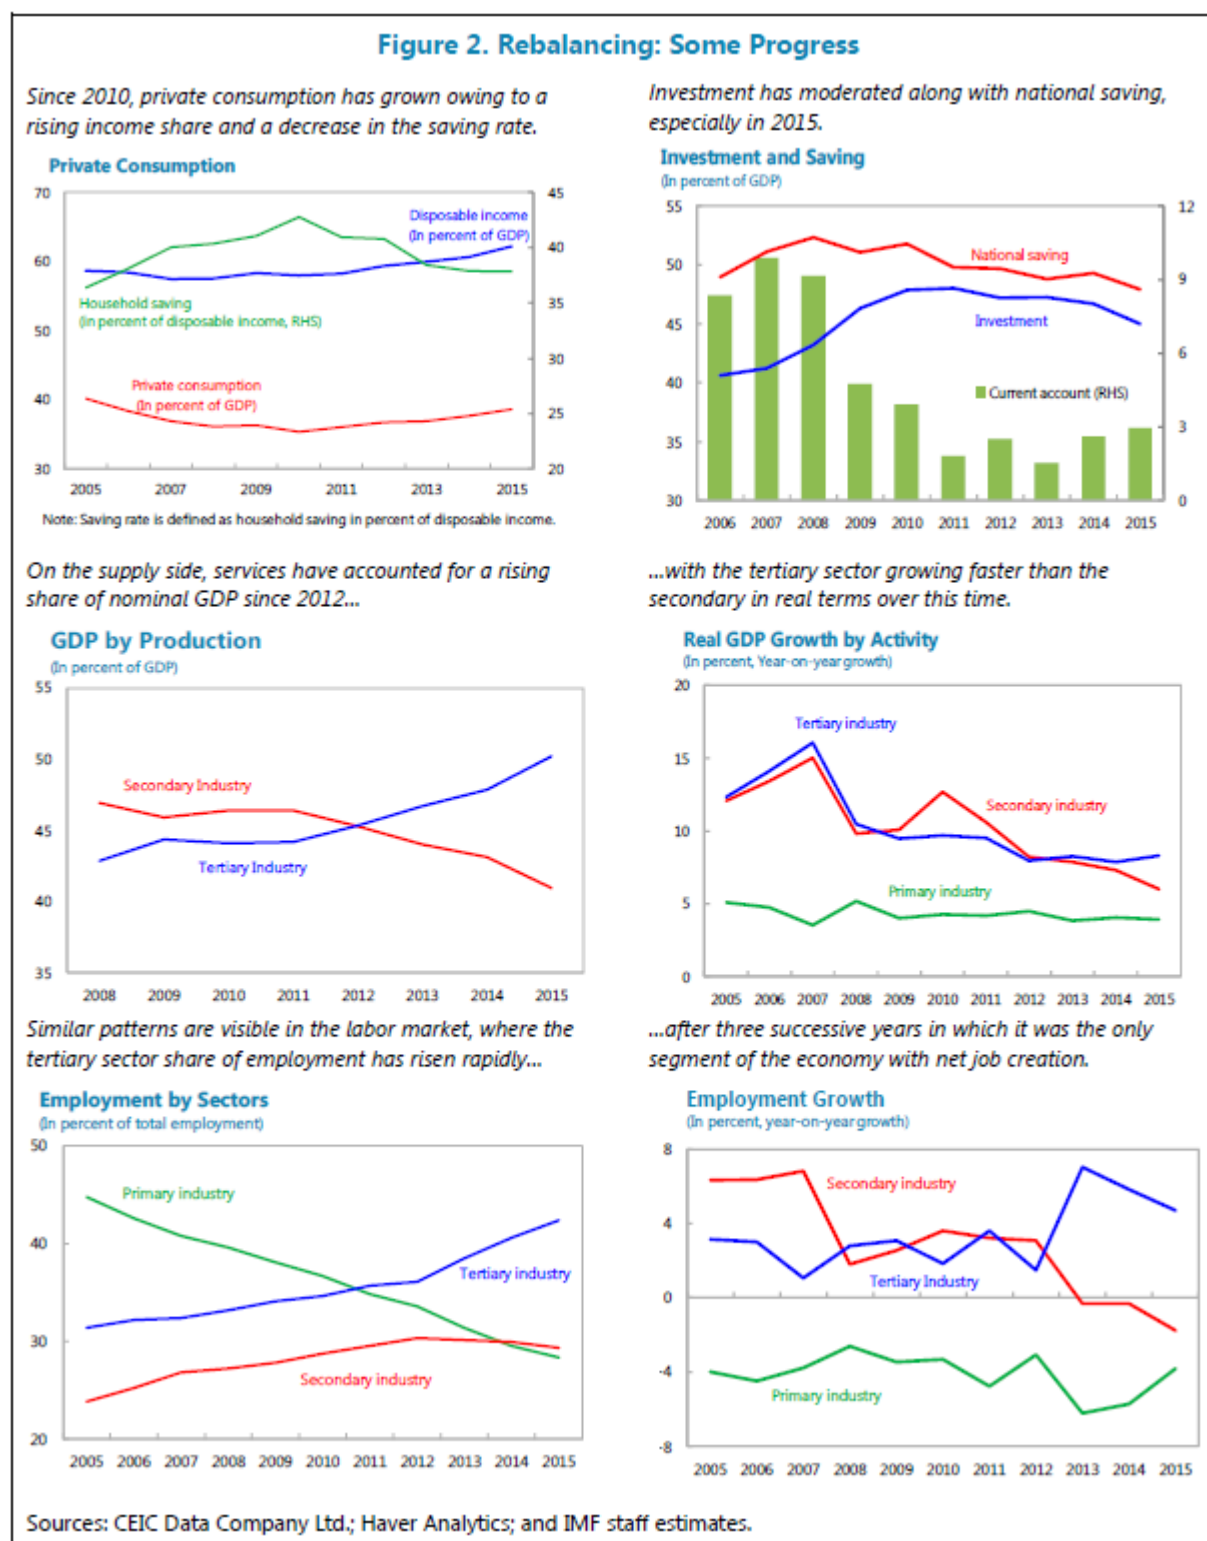 Figure 2. Rebalancing: Some Progress
Since 2010, private consumption has grown owing to a
rising income share and a decrease in the saving rate.
Private Consumption
70
60
50
40
30
45
40
35
30
25
20
Disposable income
(In percent of GDP)
Household saving
(In percent of disposable income, RHS)
Private consumption
(In percent of GDP)
2005 2007 2009 2011 2013 2015
Note: Saving rate is defined as household saving in percent of disposable income.
Investment has moderated along with national saving,
especially in 2015.
Investment and Saving
(In percent of GDP)
55
50
45
40
35
30
12
9
6
3
0
National saving
Investment
Current account (RHS)
2006 2007 2008 2009 2010 2011 2012 2013 2014 2015
On the supply side, services have accounted for a rising
share of nominal GDP since 2012...
GDP by Production
(In percent of GDP)
55
50
45
40
35
Secondary Industry
Tertiary Industry
2008 2009 2010 2011 2012 2013 2014 2015
...with the tertiary sector growing faster than the
secondary in real terms over this time.
Real GDP Growth by Activity
(In percent, Year-on-year growth)
20
15
10
5
0
Tertiary industry
Secondary industry
Primary industry
2005 2006 2007 2008 2009 2010 2011 2012 2013 2014 2015
Similar patterns are visible in the labor market, where the
tertiary sector share of employment has risen rapidly...
Employment by Sectors
(In percent of total employment)
50
40
30
20
Primary industry
Tertiary industry
Secondary industry
2005 2006 2007 2008 2009 2010 2011 2012 2013 2014 2015
...after three successive years in which it was the only
segment of the economy with net job creation.
Employment Growth
(In percent, year-on-year growth)
8
4
0
-4
-8
Secondary industry
Tertiary Industry
Primary industry
2005 2006 2007 2008 2009 2010 2011 2012 2013 2014 2015
Sources: CEIC Data Company Ltd.; Haver Analytics; and IMF staff estimates.